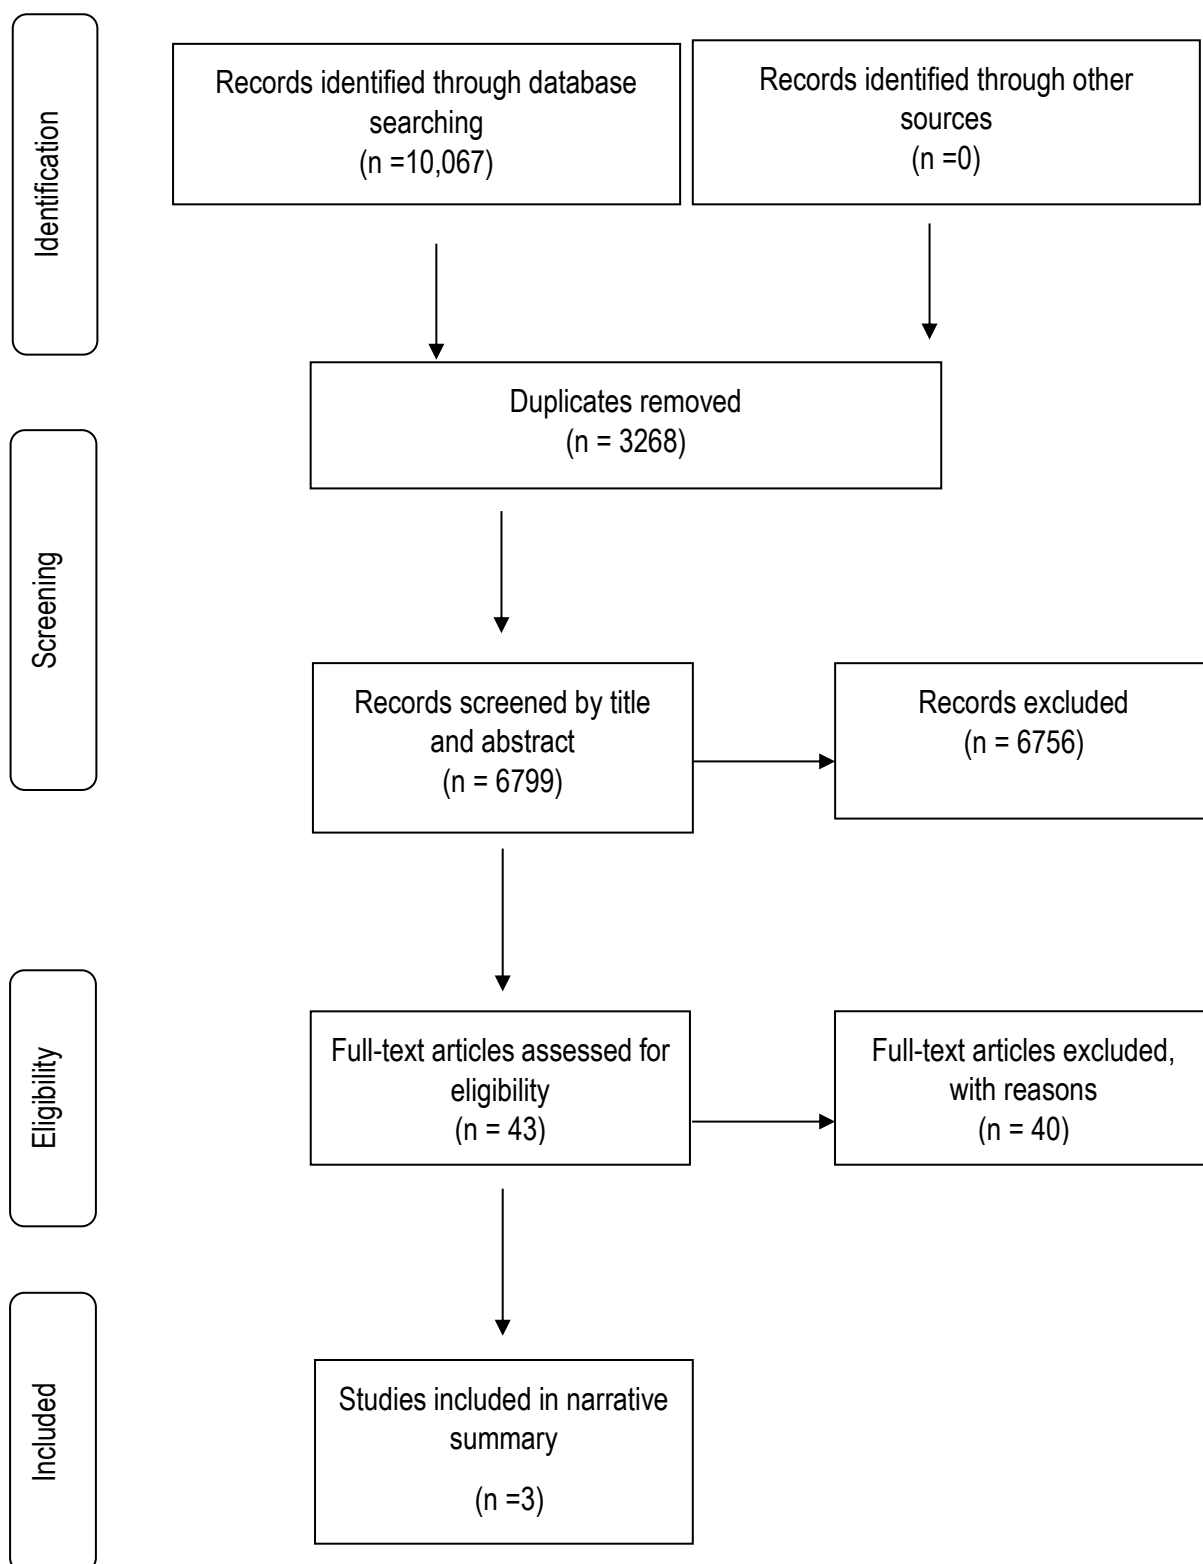 Identification
Records identified through database
searching
(n =10,067)
Records identified through other
sources
(n =0)
Duplicates removed
(n = 3268)
Screening
Records screened by title
and abstract
(n = 6799)
Records excluded
(n = 6756)
Eligibility
Full-text articles assessed for
eligibility
(n = 43)
Full-text articles excluded,
with reasons
(n = 40)
Included
Studies included in narrative
summary
(n =3)